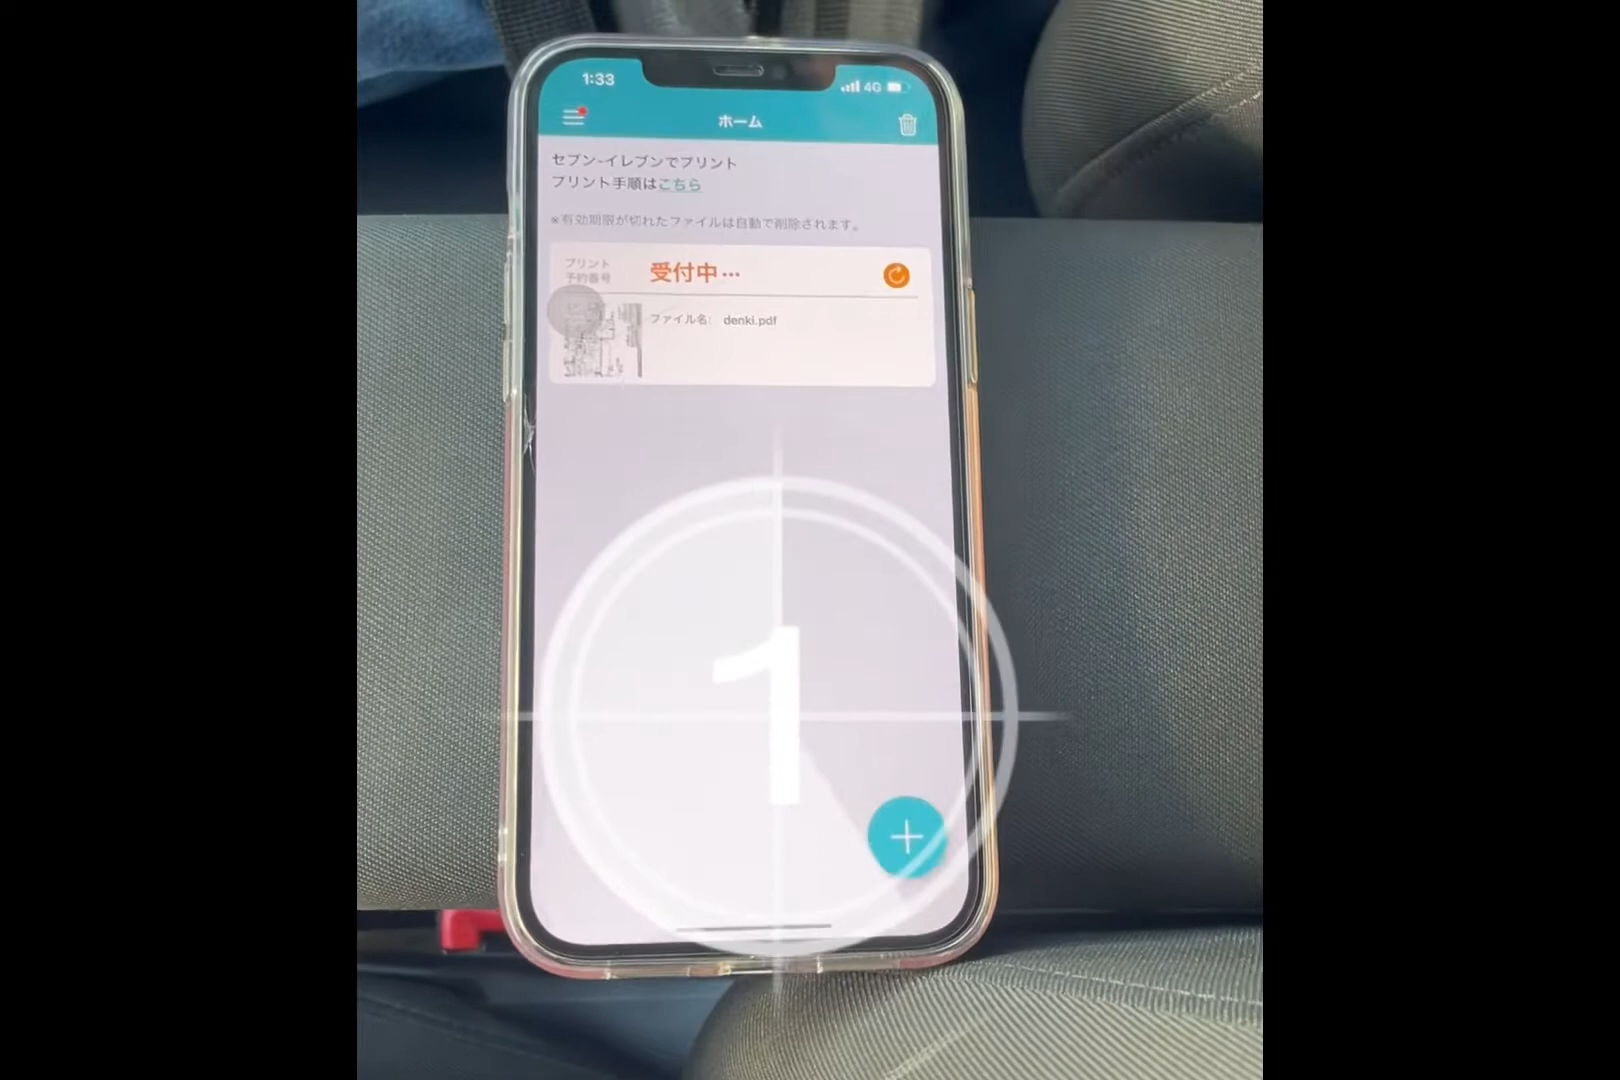 1:33
4G
ホーム
セブン-イレブンでプリント
プリント手順はこちら
※有効期限が切れたファイルは自動で削除されます。
プリント
予約番号
受付中…
ファイル名: denki.pdf
1